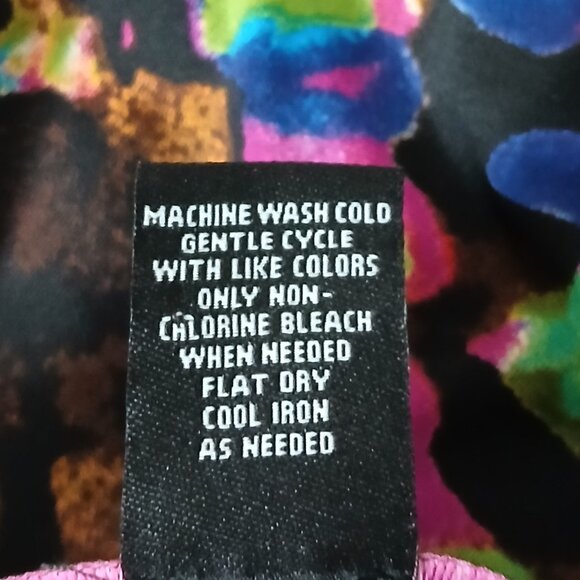 MACHINE WASH COLD
GENTLE CYCLE
WITH LIKE COLORS
ONLY NON-
CHLORINE BLEACH
WHEN NEEDED
FLAT DRY
COOL IRON
AS NEEDED